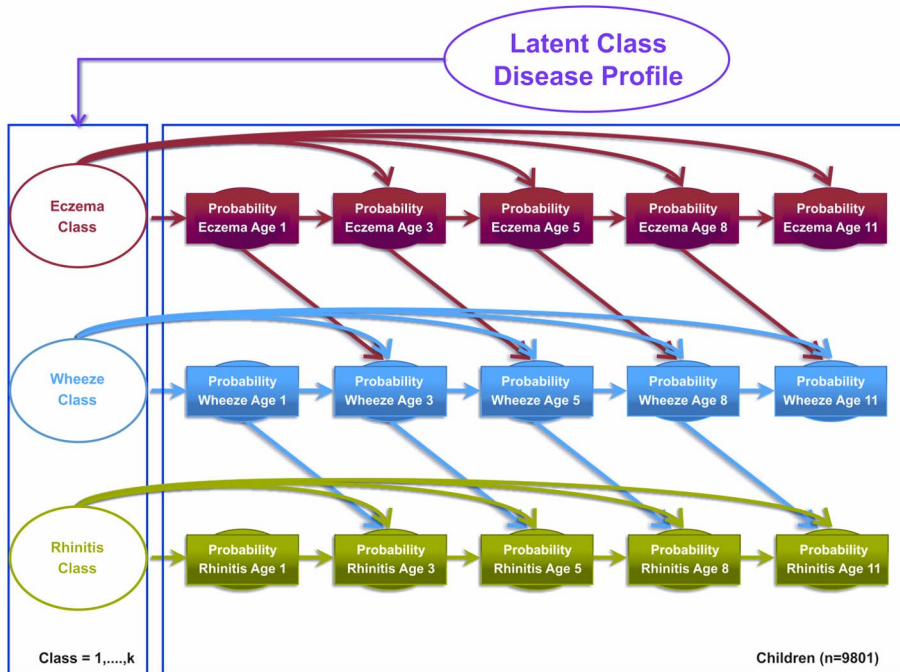 Latent Class
Disease Profile
Eczema
Class
Probability
Eczema Age 1
Probability
Eczema Age 3
Probability
Eczema Age 5
Probability
Eczema Age 8
Probability
Eczema Age 11
Wheeze
Class
Probability
Wheeze Age 1
Probability
Wheeze Age 3
Probability
Wheeze Age 5
Probability
Wheeze Age 8
Probability
Wheeze Age 11
Rhinitis
Class
Probability
Rhinitis Age 1
Probability
Rhinitis Age 3
Probability
Rhinitis Age 5
Probability
Rhinitis Age 8
Probability
Rhinitis Age 11
Class = 1,....,k
Children (n=9801)